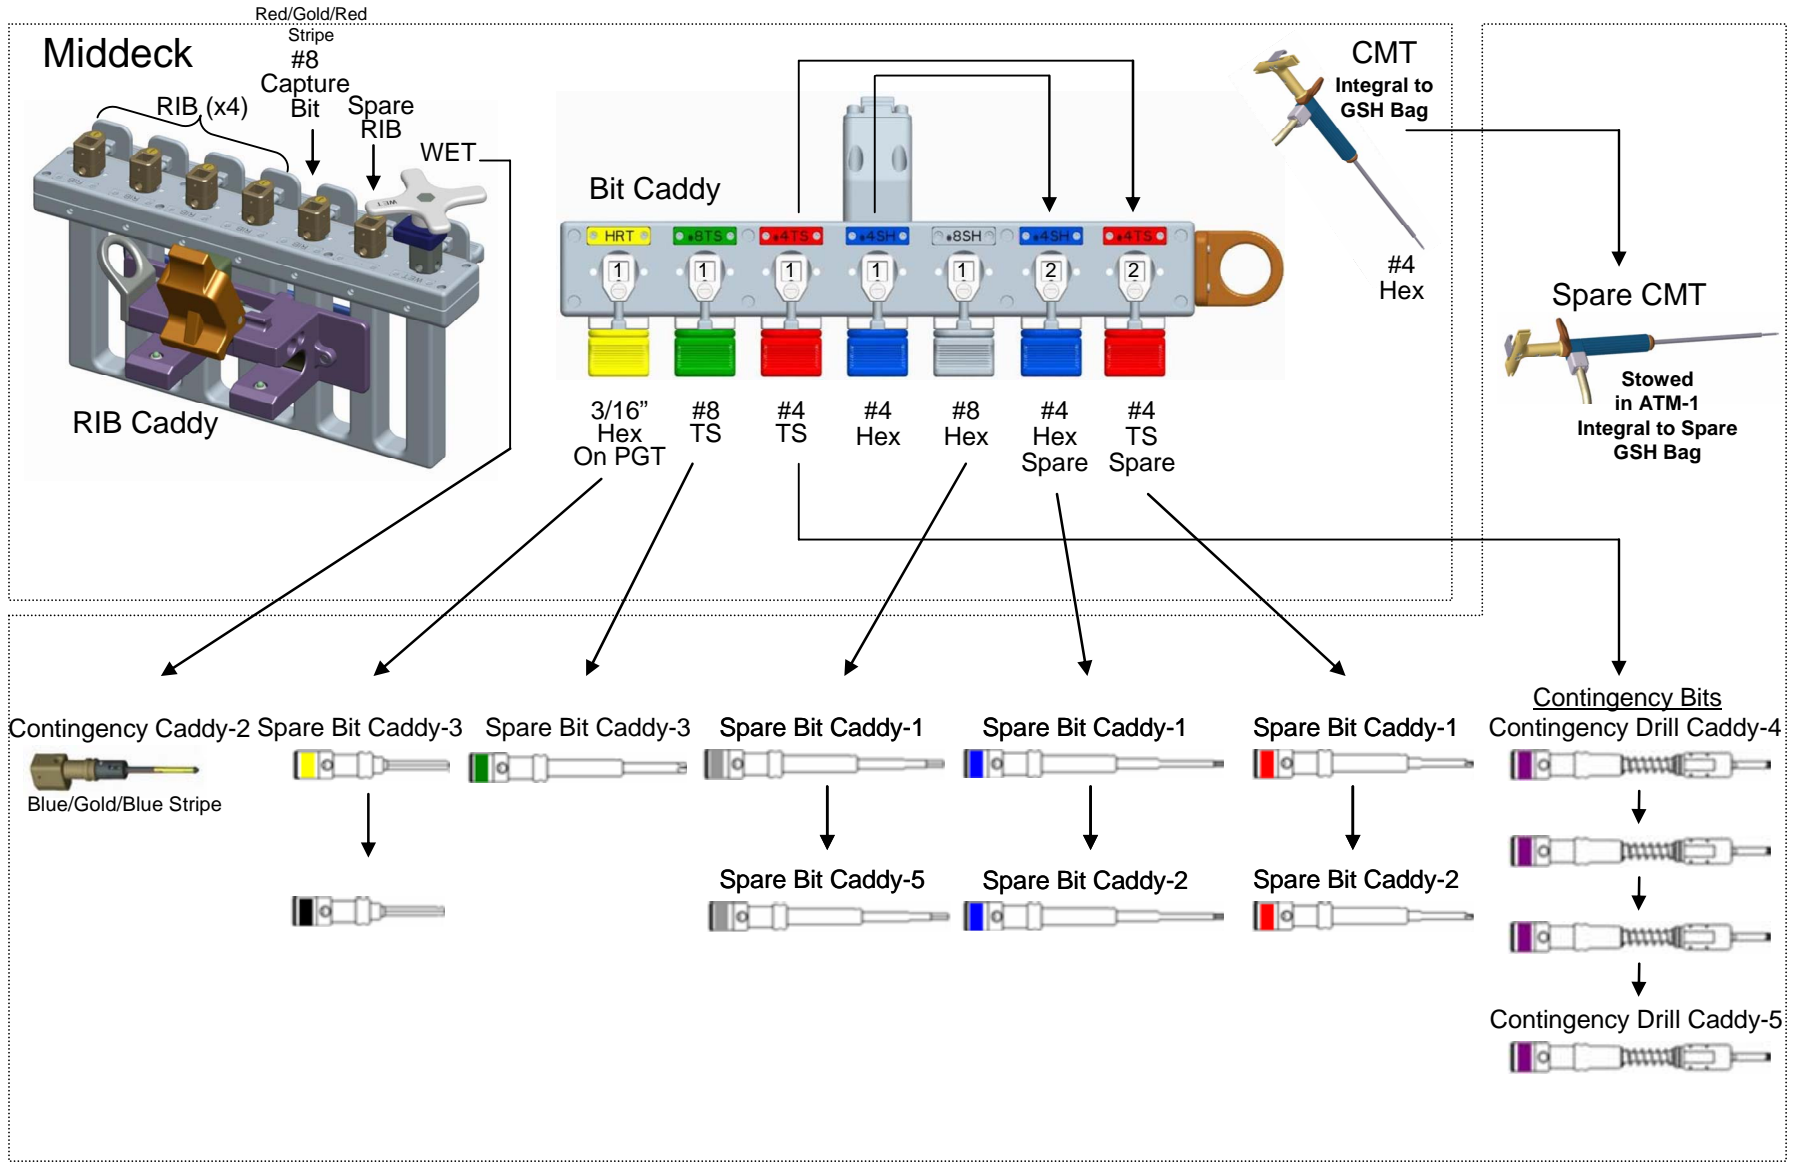 Red/Gold/Red
Stripe
#8
Capture
Bit
Middeck
RIB (x4)
Spare
RIB
WET
WET
RIB Caddy
Bit Caddy
HRT
•8TS
•4TS
•4SH
•8SH
•4SH
•4TS
1
1
1
1
1
2
2
3/16”
Hex
On PGT
#8
TS
#4
TS
#4
Hex
#8
Hex
#4
Hex
Spare
#4
TS
Spare
CMT
Integral to
GSH Bag
#4
Hex
Spare CMT
Stowed
in ATM-1
Integral to Spare
GSH Bag
Contingency Caddy-2
Blue/Gold/Blue Stripe
Spare Bit Caddy-3
Spare Bit Caddy-3
Spare Bit Caddy-1
Spare Bit Caddy-5
Spare Bit Caddy-1
Spare Bit Caddy-2
Spare Bit Caddy-1
Spare Bit Caddy-2
Contingency Bits
Contingency Drill Caddy-4
Contingency Drill Caddy-5